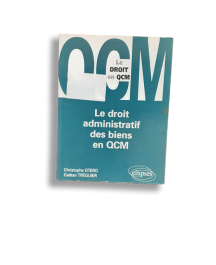 QCM
Le
DROIT
en QCM
Le droit
administratif
des biens
en QCM
Christophe OTERO
Gaëtan TRÉGUIER
ellipses